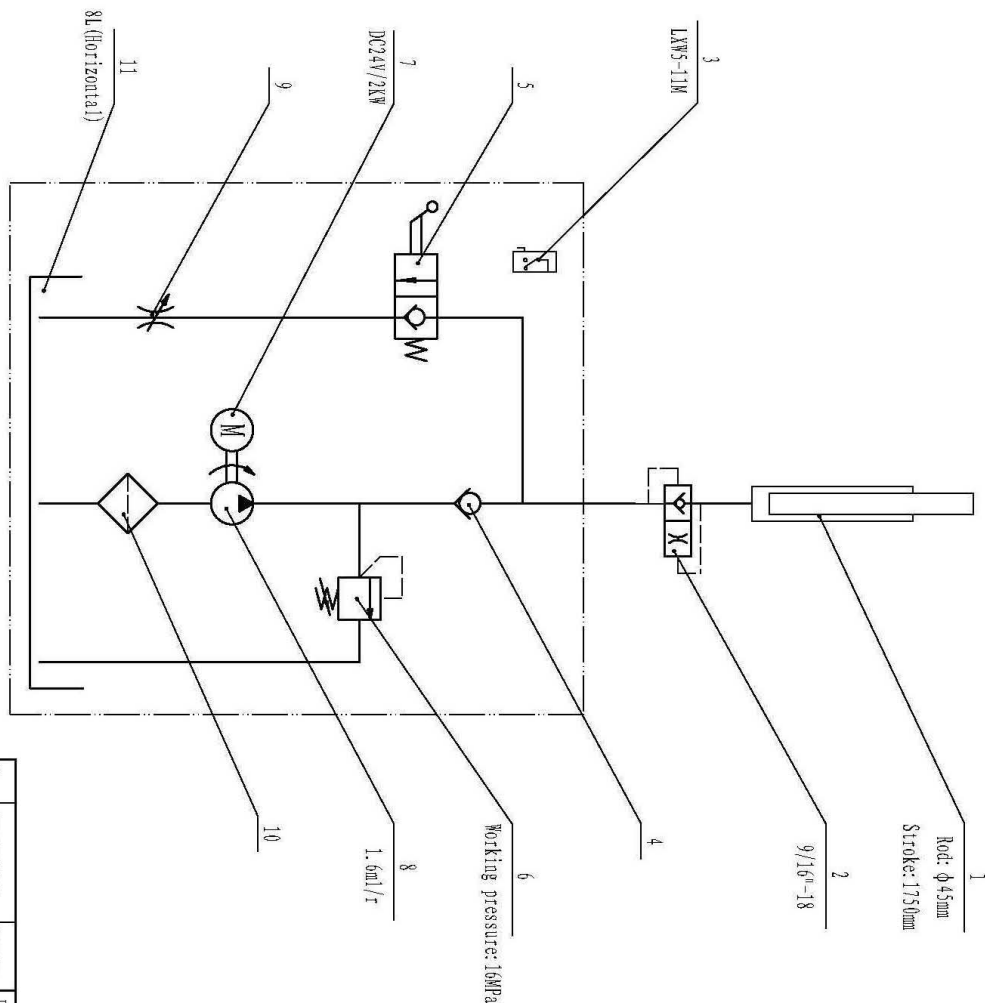 1
Rod: ϕ45mm
Stroke: 1750mm
2
9/16"-18
3
LXW5-11M
4
5
6
Working pressure: 16MPa
7
DC24V/2KW
8
1.6ml/r
9
10
11
8L(Horizontal)
M